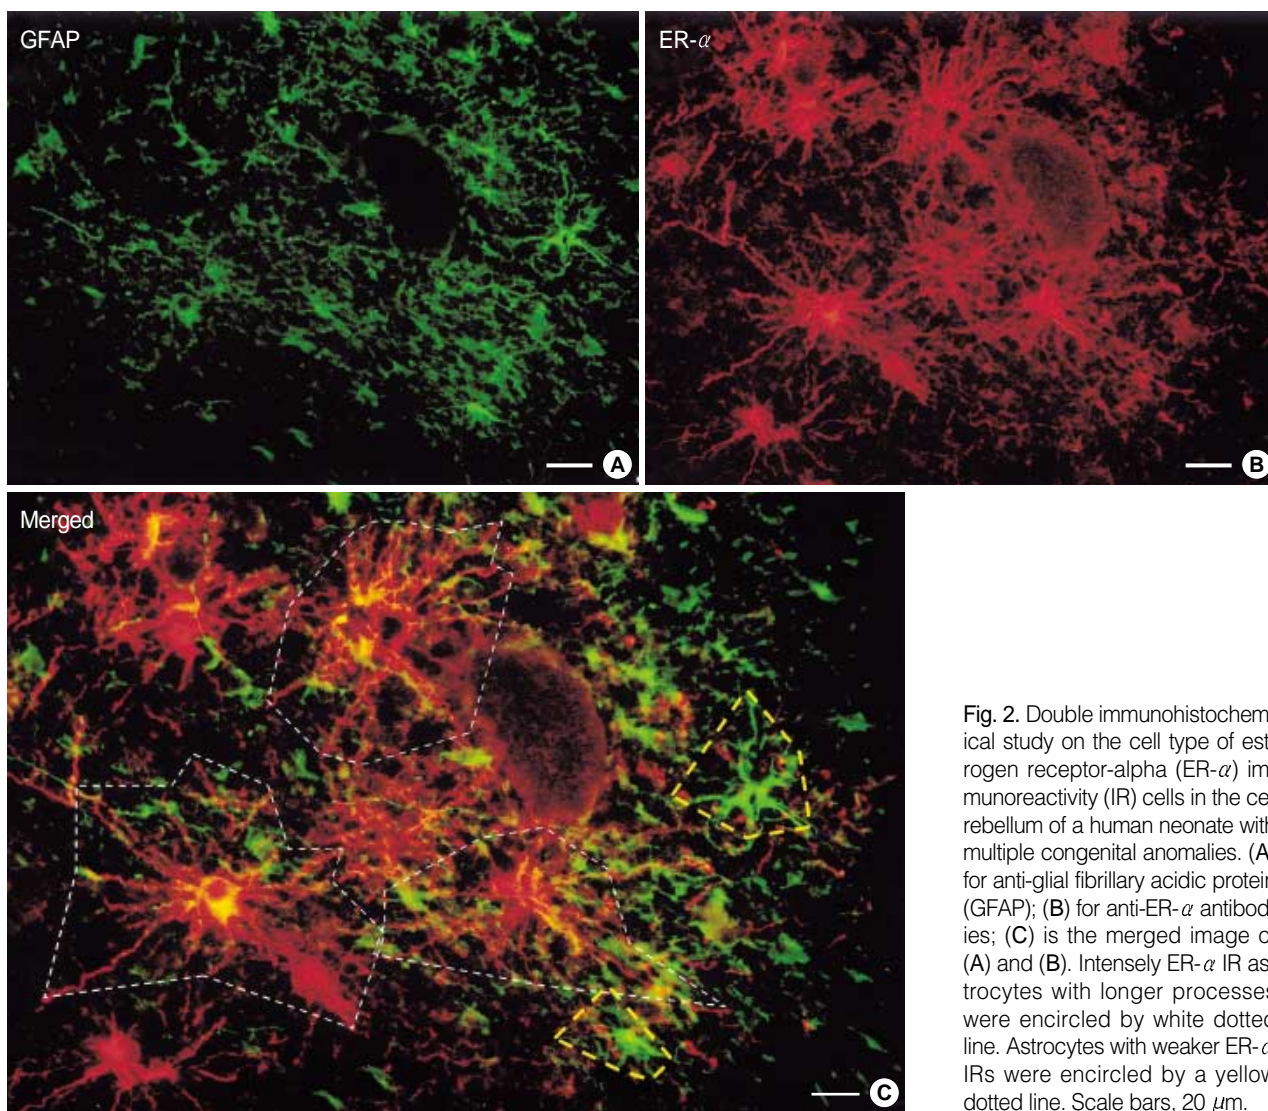 GFAP
A
ER-α
B
Merged
C
Fig. 2. Double immunohistochem
ical study on the cell type of est
rogen receptor-alpha (ER-α) im
munoreactivity (IR) cells in the ce
rebellum of a human neonate with
multiple congenital anomalies. (A
for anti-glial fibrillary acidic protein
(GFAP); (B) for anti-ER-α antibod
ies; (C) is the merged image o
(A) and (B). Intensely ER-α IR as
trocytes with longer processes
were encircled by white dotted
line. Astrocytes with weaker ER-α
IRs were encircled by a yellow
dotted line. Scale bars, 20 μm.